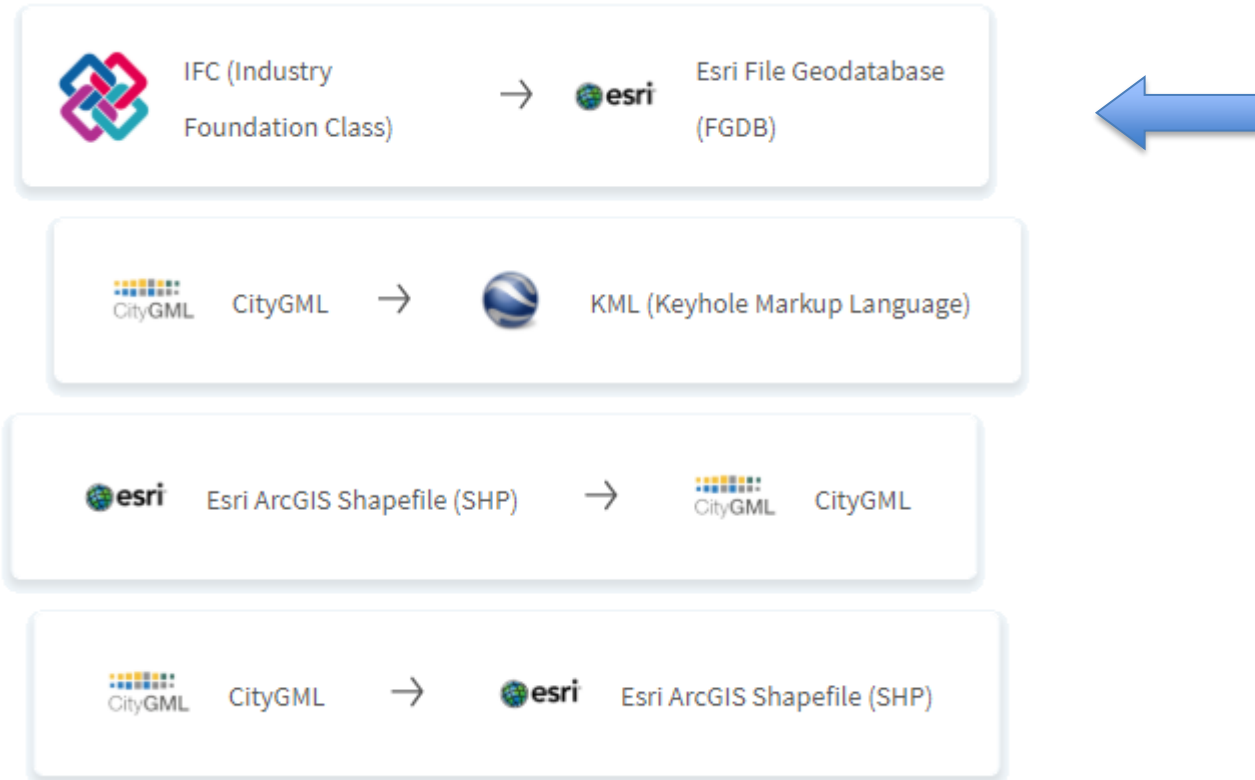 IFC (Industry
Foundation Class)
→
esri
Esri File Geodatabase
(FGDB)
CityGML
CityGML
→
KML (Keyhole Markup Language)
esri
Esri ArcGIS Shapefile (SHP)
→
CityGML
CityGML
CityGML
CityGML
→
esri
Esri ArcGIS Shapefile (SHP)